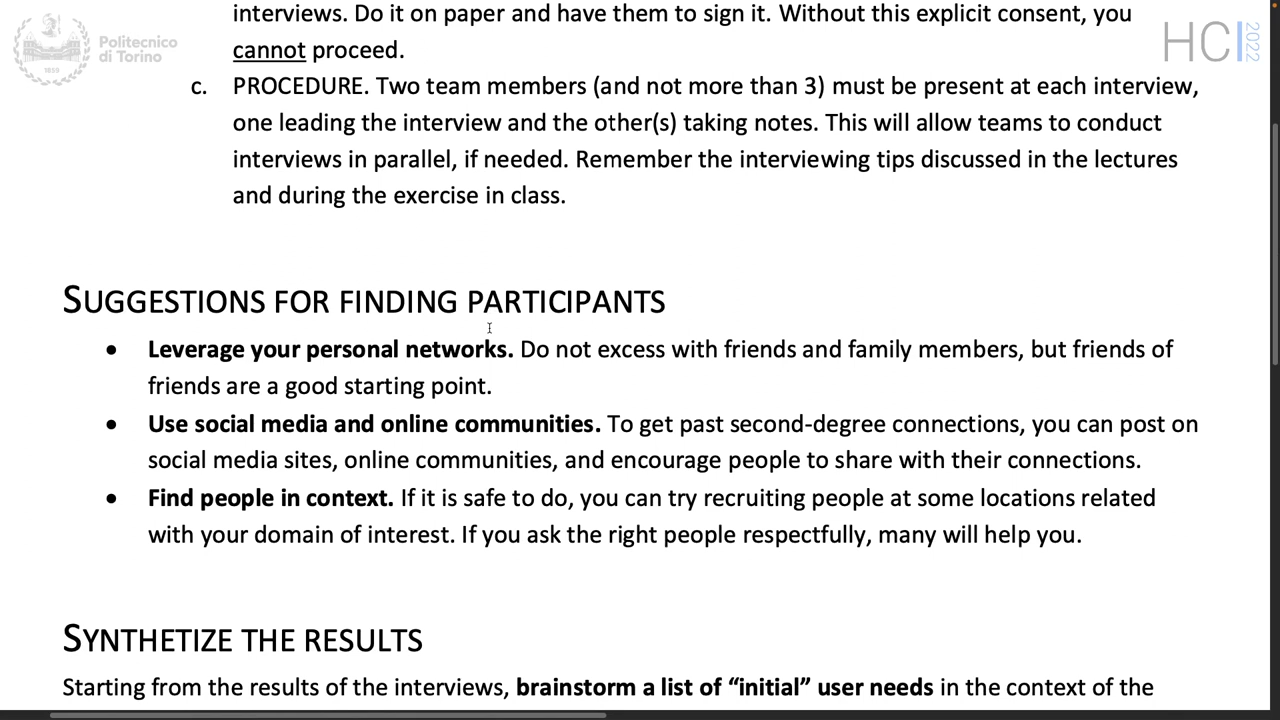 interviews. Do it on paper and have them to sign it. Without this explicit consent, you
cannot proceed.
Politecnico
di Torino
1859
HCI 2022
c. PROCEDURE. Two team members (and not more than 3) must be present at each interview,
one leading the interview and the other(s) taking notes. This will allow teams to conduct
interviews in parallel, if needed. Remember the interviewing tips discussed in the lectures
and during the exercise in class.
SUGGESTIONS FOR FINDING PARTICIPANTS
• Leverage your personal networks. Do not excess with friends and family members, but friends of
friends are a good starting point.
• Use social media and online communities. To get past second-degree connections, you can post on
social media sites, online communities, and encourage people to share with their connections.
• Find people in context. If it is safe to do, you can try recruiting people at some locations related
with your domain of interest. If you ask the right people respectfully, many will help you.
SYNTHETIZE THE RESULTS
Starting from the results of the interviews, brainstorm a list of “initial” user needs in the context of the